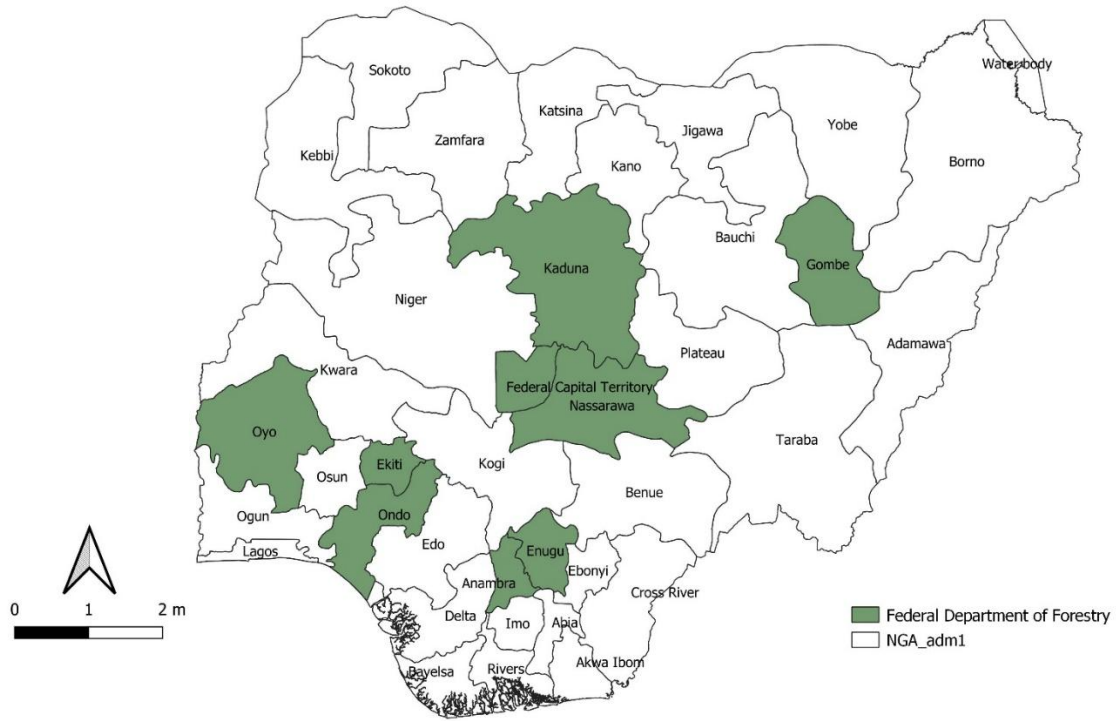 Water body
Sokoto
Katsina
Yobe
Jigawa
Zamfara
Kebbi
Kano
Borno
Bauchi
Gombe
Kaduna
Niger
Adamawa
Plateau
Kwara
Federal Capital Territory
Nassarawa
Oyo
Taraba
Ekiti
Kogi
Osun
Benue
Ogun
Ondo
Edo
Lagos
Enugu
Ebonyi
Anambra
Cross River
Delta
Imo
Abia
Akwa Ibom
Bayelsa
Rivers
0 1 2 m
Federal Department of Forestry
NGA_adm1